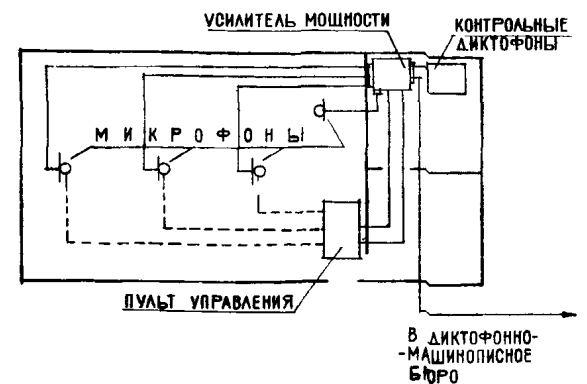 УСИЛИТЕЛЬ МОЩНОСТИ
КОНТРОЛЬНЫЕ
ДИКТОФОНЫ
МИКРОФОНЫ
ПУЛЬТ УПРАВЛЕНИЯ
В ДИКТОФОННО-
-МАШИНОПИСНОЕ
БЮРО